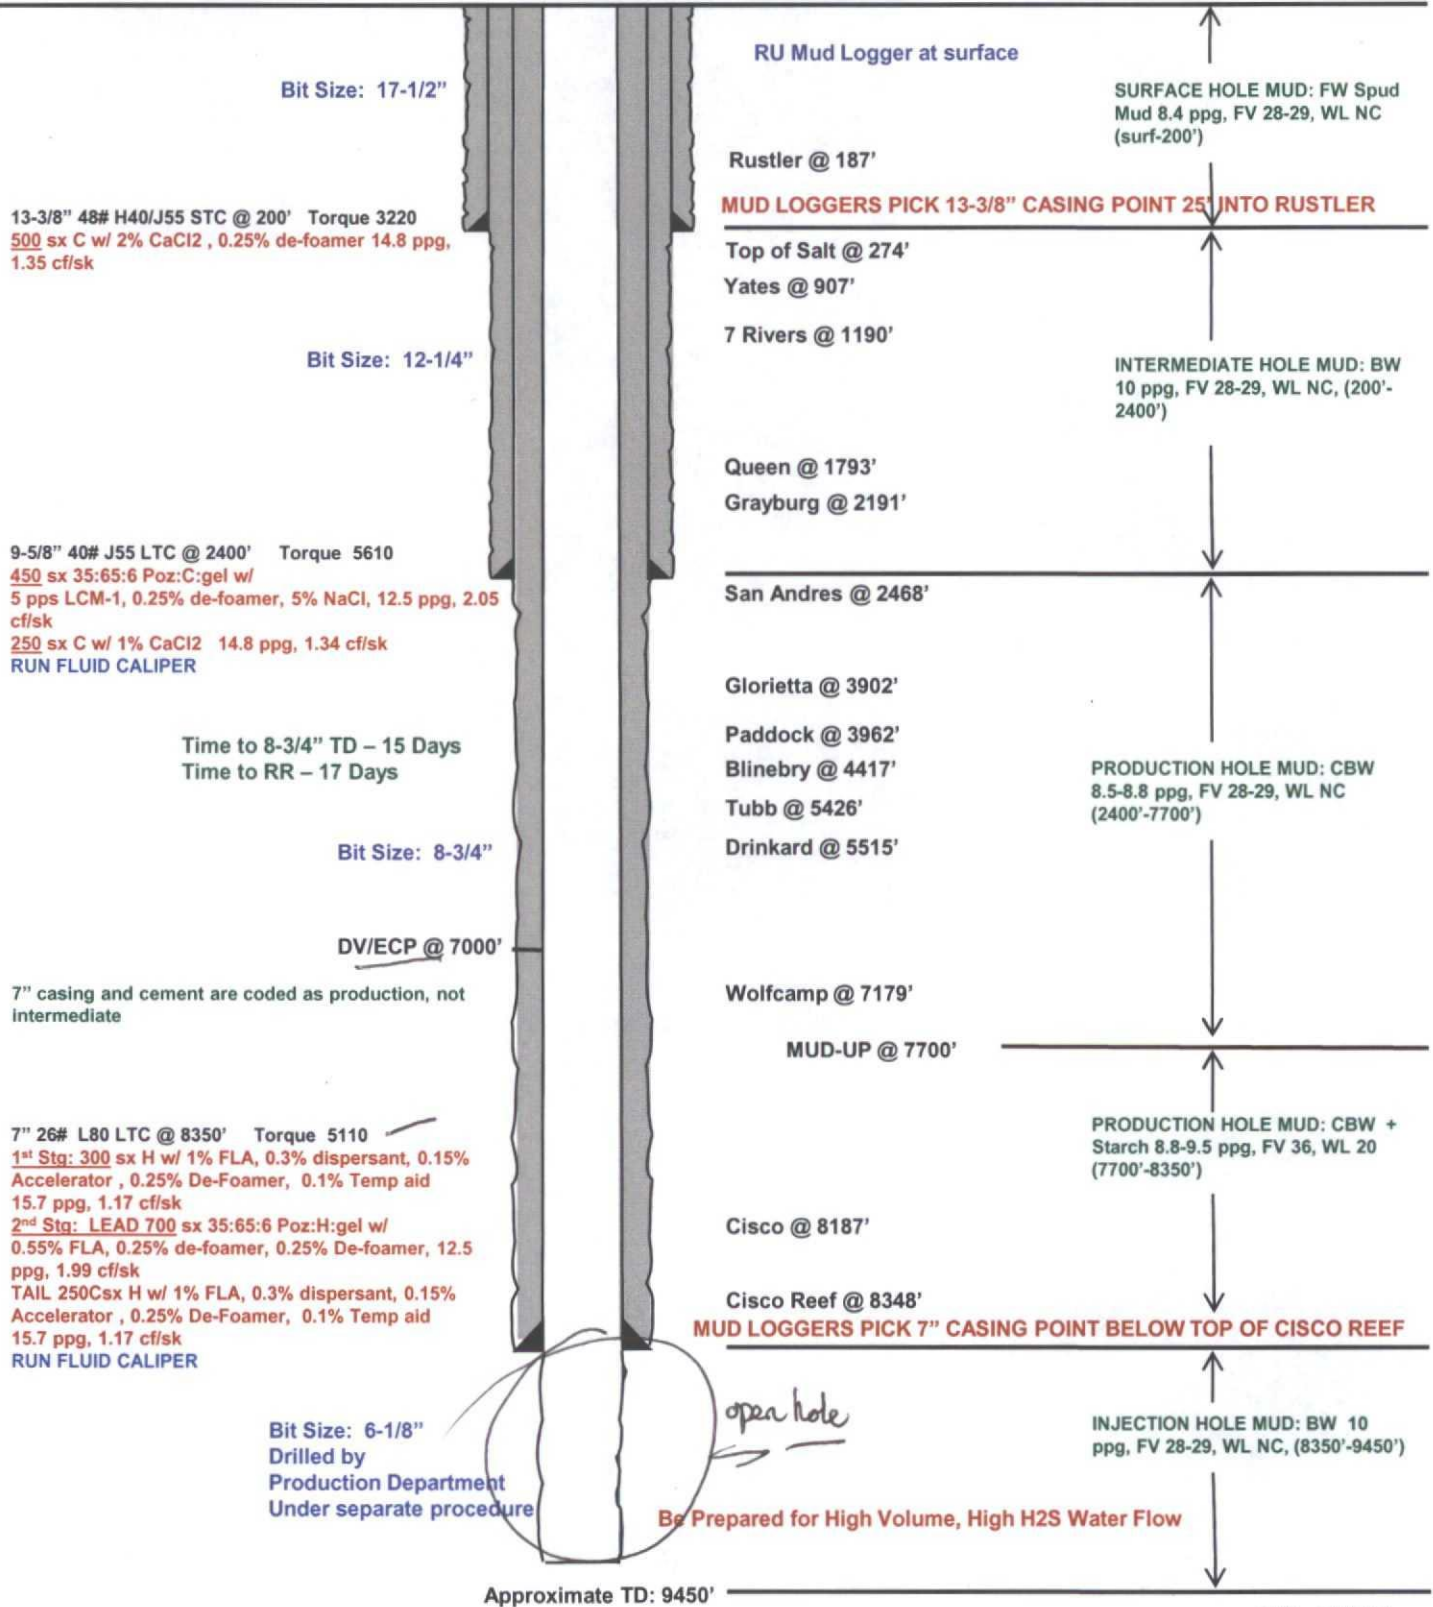 RU Mud Logger at surface
Bit Size: 17-1/2”
SURFACE HOLE MUD: FW Spud
Mud 8.4 ppg, FV 28-29, WL NC
(surf-200’)
Rustler @ 187’
MUD LOGGERS PICK 13-3/8” CASING POINT 25’ INTO RUSTLER
13-3/8” 48# H40/J55 STC @ 200’ Torque 3220
500 sx C w/ 2% CaCl2 , 0.25% de-foamer 14.8 ppg,
1.35 cf/sk
Top of Salt @ 274’
Yates @ 907’
7 Rivers @ 1190’
Bit Size: 12-1/4”
INTERMEDIATE HOLE MUD: BW
10 ppg, FV 28-29, WL NC, (200’-
2400’)
Queen @ 1793’
Grayburg @ 2191’
9-5/8” 40# J55 LTC @ 2400’ Torque 5610
450 sx 35:65:6 Poz:C:gel w/
5 pps LCM-1, 0.25% de-foamer, 5% NaCl, 12.5 ppg, 2.05
cf/sk
250 sx C w/ 1% CaCl2 14.8 ppg, 1.34 cf/sk
RUN FLUID CALIPER
San Andres @ 2468’
Glorietta @ 3902’
Paddock @ 3962’
Blinebry @ 4417’
Tubb @ 5426’
Drinkard @ 5515’
Time to 8-3/4” TD – 15 Days
Time to RR – 17 Days
PRODUCTION HOLE MUD: CBW
8.5-8.8 ppg, FV 28-29, WL NC
(2400’-7700’)
Bit Size: 8-3/4”
DV/ECP @ 7000’
7” casing and cement are coded as production, not
intermediate
Wolfcamp @ 7179’
MUD-UP @ 7700’
7” 26# L80 LTC @ 8350’ Torque 5110
1st Stg: 300 sx H w/ 1% FLA, 0.3% dispersant, 0.15%
Accelerator , 0.25% De-Foamer, 0.1% Temp aid
15.7 ppg, 1.17 cf/sk
2nd Stg: LEAD 700 sx 35:65:6 Poz:H:gel w/
0.55% FLA, 0.25% de-foamer, 0.25% De-foamer, 12.5
ppg, 1.99 cf/sk
TAIL 250Csx H w/ 1% FLA, 0.3% dispersant, 0.15%
Accelerator , 0.25% De-Foamer, 0.1% Temp aid
15.7 ppg, 1.17 cf/sk
RUN FLUID CALIPER
PRODUCTION HOLE MUD: CBW +
Starch 8.8-9.5 ppg, FV 36, WL 20
(7700’-8350’)
Cisco @ 8187’
Cisco Reef @ 8348’
MUD LOGGERS PICK 7” CASING POINT BELOW TOP OF CISCO REEF
open hole
Bit Size: 6-1/8”
Drilled by
Production Department
Under separate procedure
INJECTION HOLE MUD: BW 10
ppg, FV 28-29, WL NC, (8350’-9450’)
Be Prepared for High Volume, High H2S Water Flow
Approximate TD: 9450’